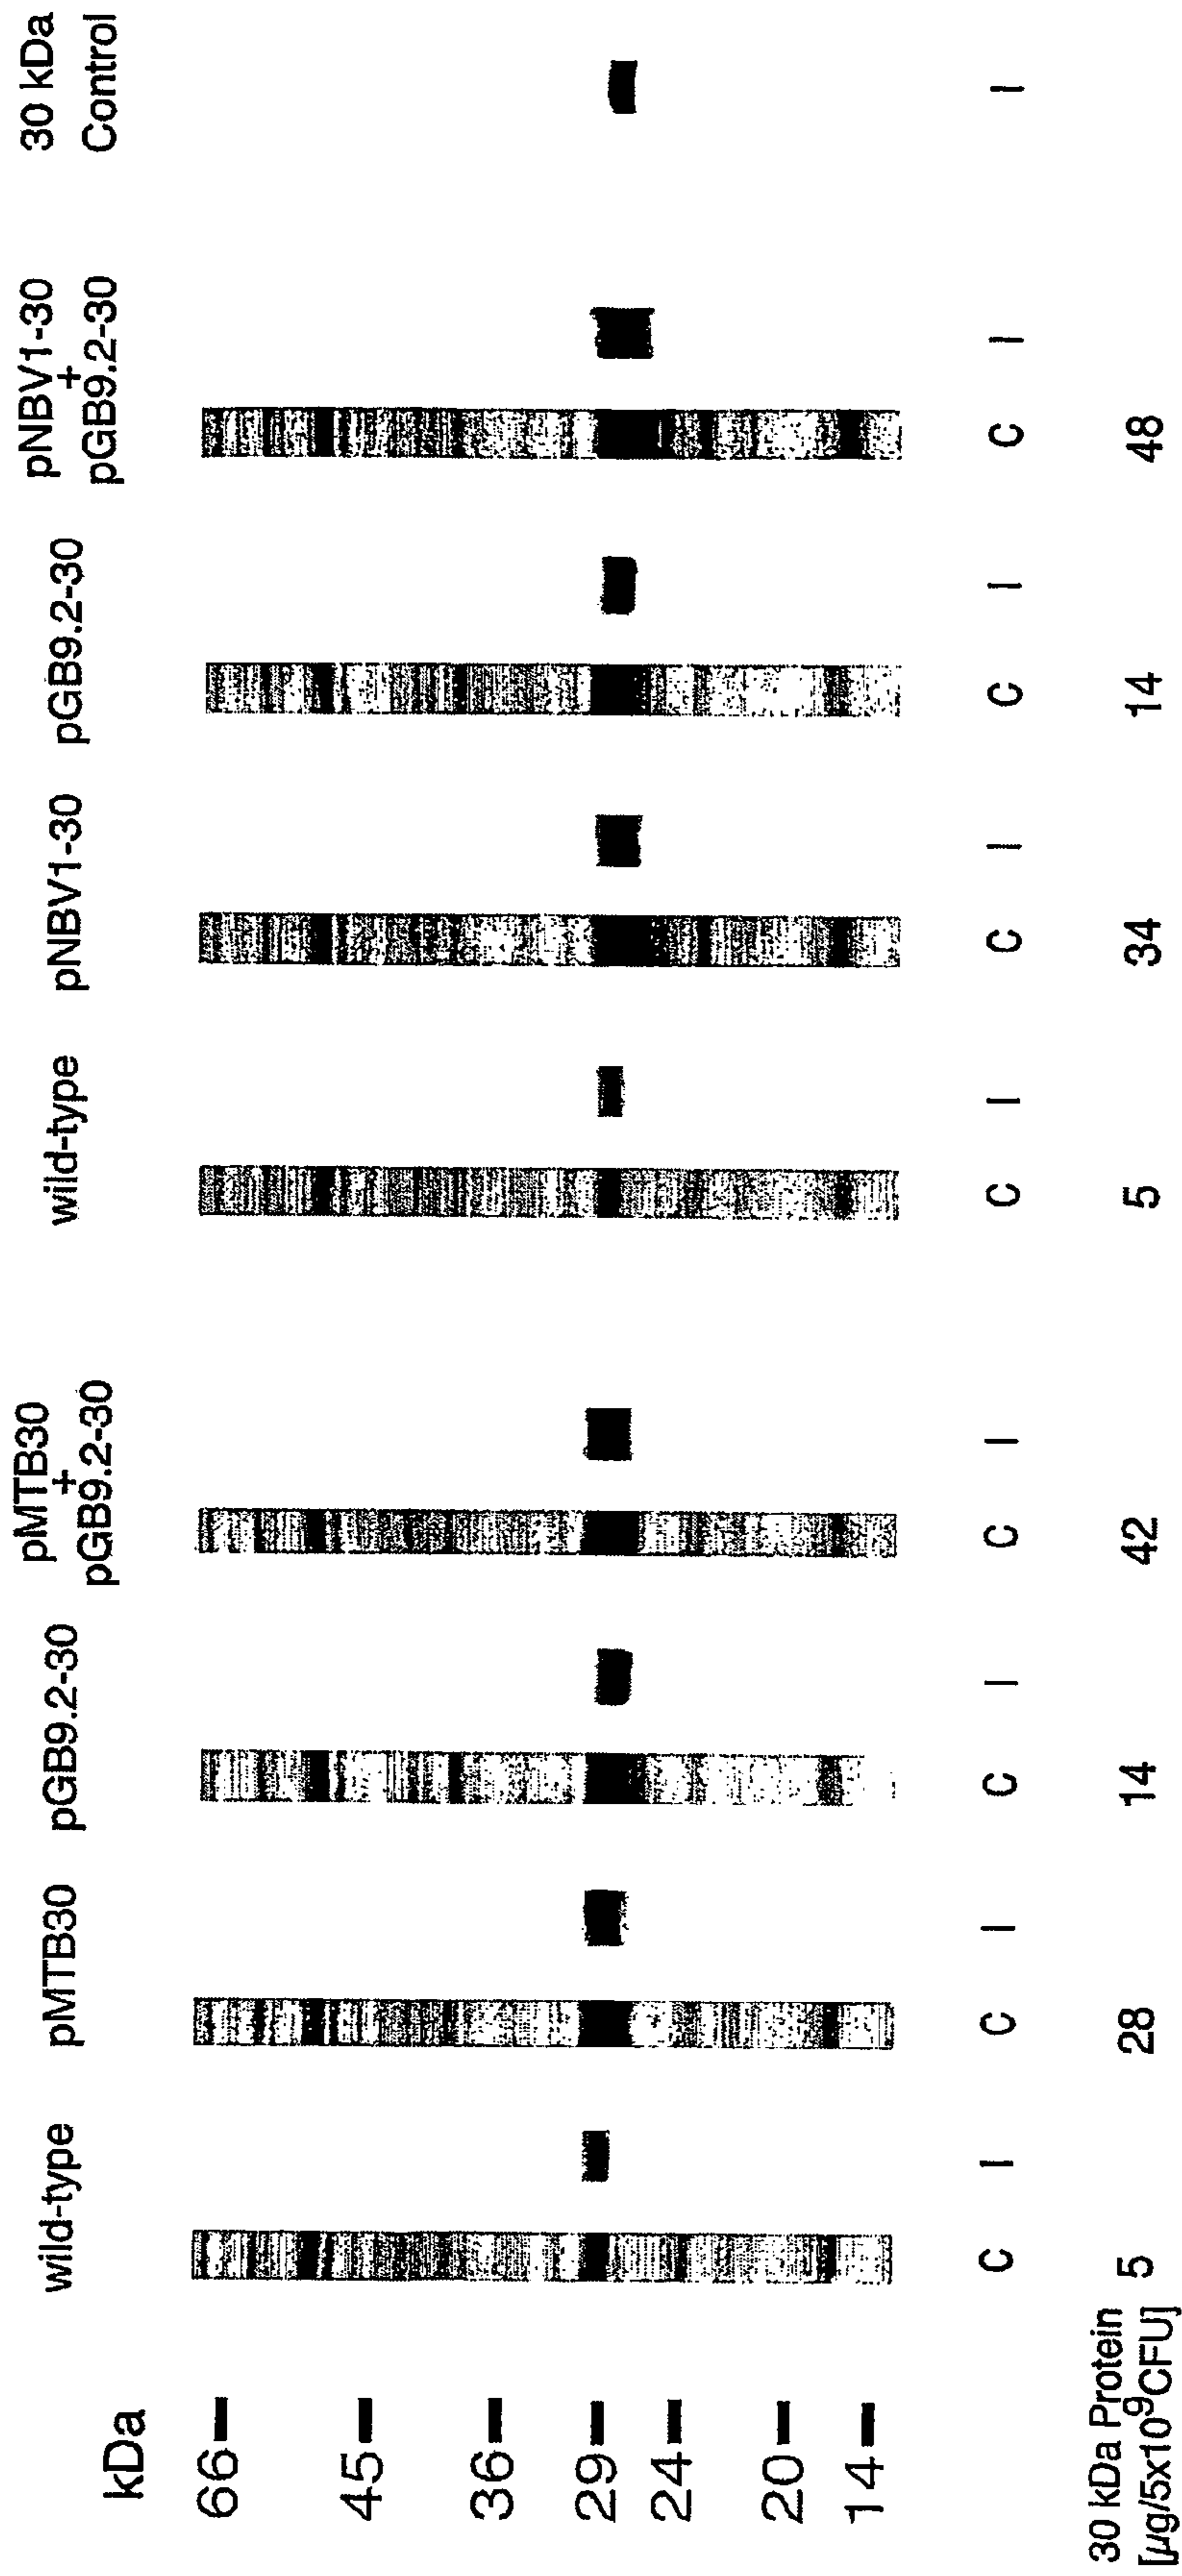 kDa
66
45
36
29
24
20
14
wild-type
pMTB30
pGB9.2-30
pMTB30
+
pGB9.2-30
wild-type
pNBV1-30
pGB9.2-30
pNBV1-30
+
pGB9.2-30
30 kDa
Control
C I C I C I C I C I C I C I C I I
30 kDa Protein
[µg/5x10⁹CFU]
5 28 14 42 5 34 14 48